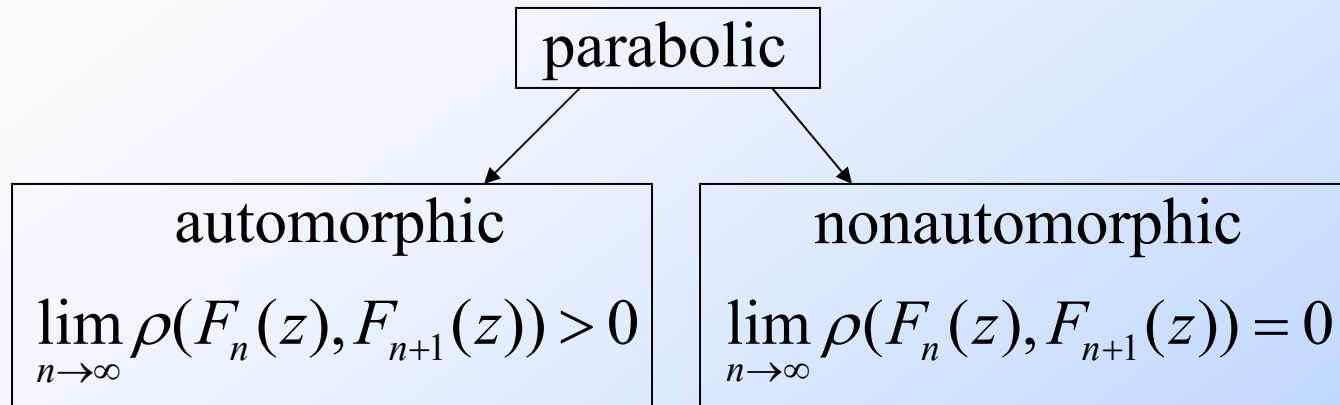 parabolic
automorphic
lim_{n→∞} ρ(F_n(z), F_{n+1}(z)) > 0
nonautomorphic
lim_{n→∞} ρ(F_n(z), F_{n+1}(z)) = 0